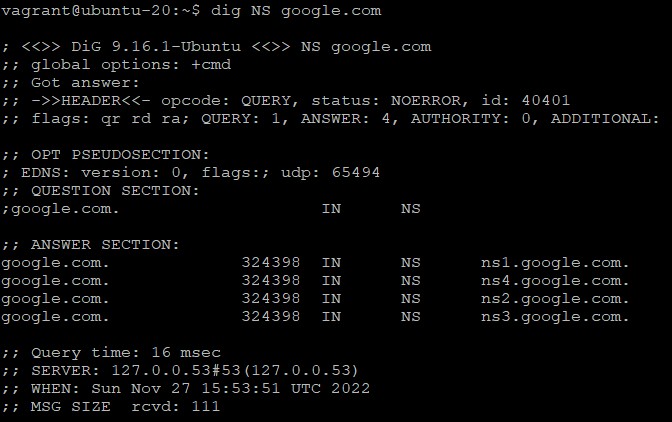 vagrant@ubuntu-20:~$ dig NS google.com

; <<>> DiG 9.16.1-Ubuntu <<>> NS google.com
;; global options: +cmd
;; Got answer:
;; ->>HEADER<<- opcode: QUERY, status: NOERROR, id: 40401
;; flags: qr rd ra; QUERY: 1, ANSWER: 4, AUTHORITY: 0, ADDITIONAL:

;; OPT PSEUDOSECTION:
; EDNS: version: 0, flags:; udp: 65494
;; QUESTION SECTION:
;google.com.                    IN      NS

;; ANSWER SECTION:
google.com.             324398  IN      NS      ns1.google.com.
google.com.             324398  IN      NS      ns4.google.com.
google.com.             324398  IN      NS      ns2.google.com.
google.com.             324398  IN      NS      ns3.google.com.

;; Query time: 16 msec
;; SERVER: 127.0.0.53#53(127.0.0.53)
;; WHEN: Sun Nov 27 15:53:51 UTC 2022
;; MSG SIZE  rcvd: 111